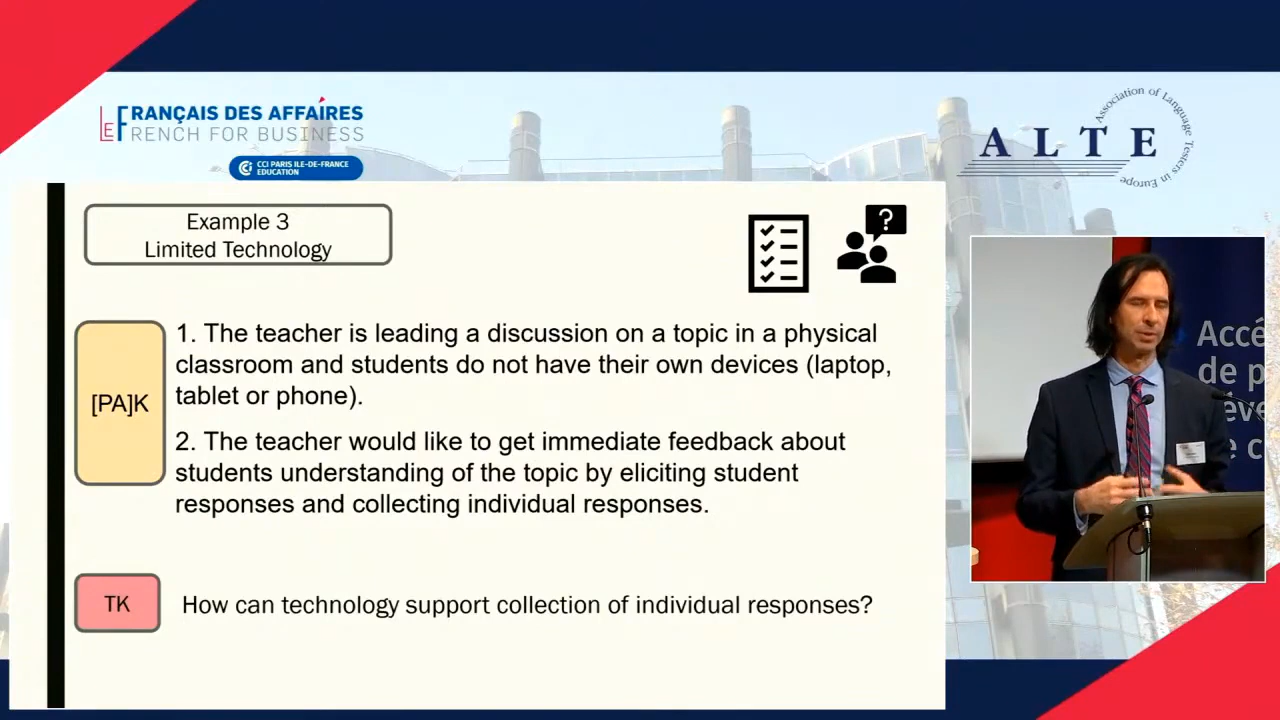 LE FRANÇAIS DES AFFAIRES
FRENCH FOR BUSINESS
CCI PARIS ILE-DE-FRANCE
EDUCATION
Association of Language Testers in Europe
ALTE
Example 3
Limited Technology
?
[PA]K
1. The teacher is leading a discussion on a topic in a physical
classroom and students do not have their own devices (laptop,
tablet or phone).
2. The teacher would like to get immediate feedback about
students understanding of the topic by eliciting student
responses and collecting individual responses.
TK
How can technology support collection of individual responses?
Accé
de p